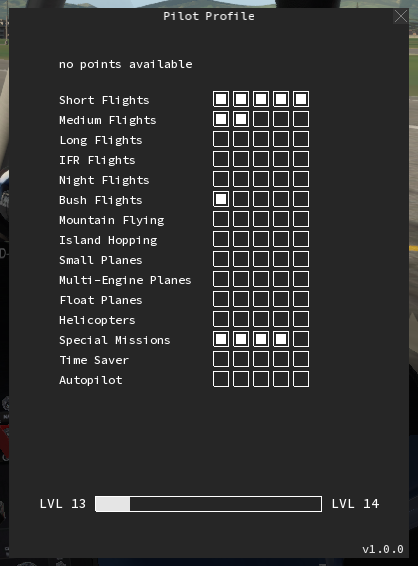 Pilot Profile
no points available
Short Flights
Medium Flights
Long Flights
IFR Flights
Night Flights
Bush Flights
Mountain Flying
Island Hopping
Small Planes
Multi-Engine Planes
Float Planes
Helicopters
Special Missions
Time Saver
Autopilot
LVL 13 LVL 14
v1.0.0